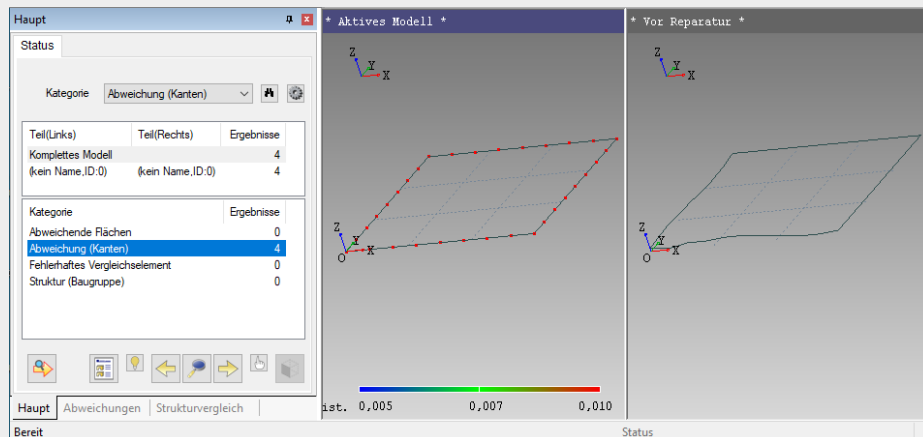 Haupt
Status
Kategorie Abweichung (Kanten)
Teil(Links) Teil(Rechts) Ergebnisse
Komplettes Modell 4
(kein Name,ID:0) (kein Name,ID:0) 4
Kategorie Ergebnisse
Abweichende Flächen 0
Abweichung (Kanten) 4
Fehlerhaftes Vergleichselement 0
Struktur (Baugruppe) 0
Haupt Abweichungen Strukturvergleich
* Aktives Modell *
Z
Y
X
Z
Y
X
O
ist. 0,005 0,007 0,010
* Vor Reparatur *
Z
Y
X
Z
Y
X
O
Bereit Status